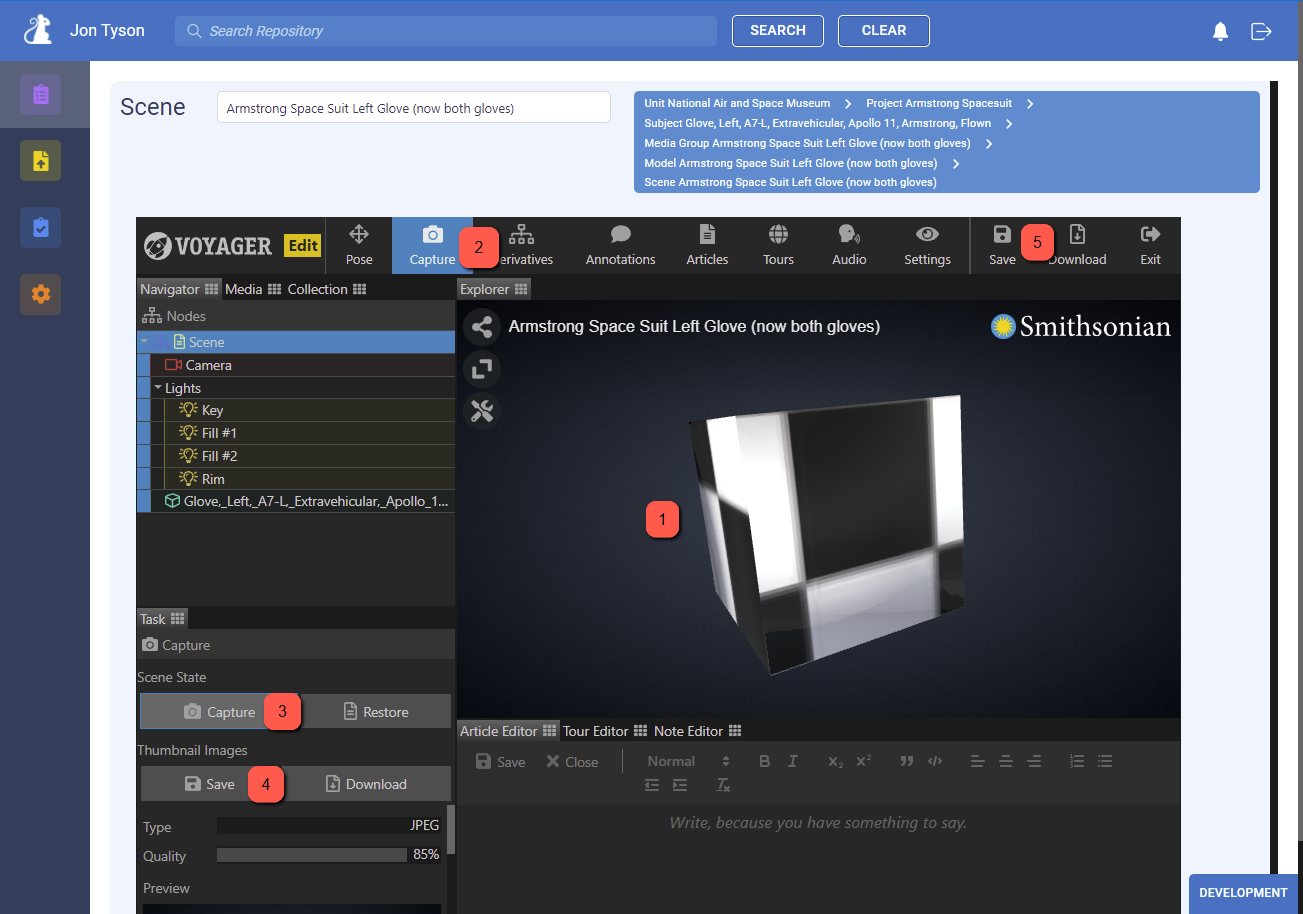 Jon Tyson
Search Repository
SEARCH
CLEAR
Scene
Armstrong Space Suit Left Glove (now both gloves)
Unit National Air and Space Museum
Project Armstrong Spacesuit
Subject Glove, Left, A7-L, Extravehicular, Apollo 11, Armstrong, Flown
Media Group Armstrong Space Suit Left Glove (now both gloves)
Model Armstrong Space Suit Left Glove (now both gloves)
Scene Armstrong Space Suit Left Glove (now both gloves)
VOYAGER Edit
Pose
Capture
2
erivatives
Annotations
Articles
Tours
Audio
Settings
Save
5
Download
Exit
Navigator Media Collection
Explorer
Nodes
Scene
Camera
Lights
Key
Fill #1
Fill #2
Rim
Glove,_Left,_A7-L,_Extravehicular,_Apollo_1...
Armstrong Space Suit Left Glove (now both gloves)
Smithsonian
1
Task
Capture
Scene State
Capture
3
Restore
Thumbnail Images
Save
4
Download
Type JPEG
Quality 85%
Preview
Article Editor Tour Editor Note Editor
Save Close Normal B I x₂ x² </> Tx
Write, because you have something to say.
DEVELOPMENT